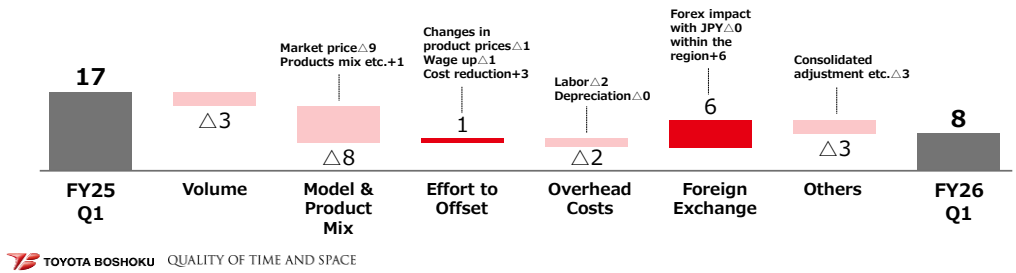 17
△3
Market price△9
Products mix etc.+1
△8
Changes in
product prices△1
Wage up△1
Cost reduction+3
1
Labor△2
Depreciation△0
△2
Forex impact
with JPY△0
within the
region+6
6
Consolidated
adjustment etc.△3
△3
8
FY25
Q1
Volume
Model &
Product
Mix
Effort to
Offset
Overhead
Costs
Foreign
Exchange
Others
FY26
Q1
TOYOTA BOSHOKU QUALITY OF TIME AND SPACE